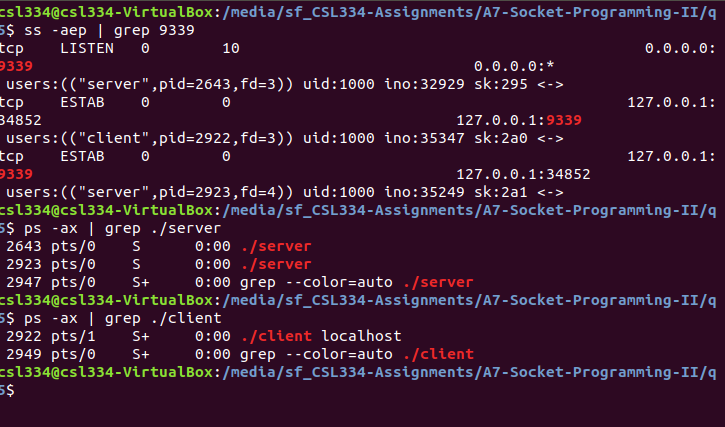 csl334@csl334-VirtualBox:/media/sf_CSL334-Assignments/A7-Socket-Programming-II/q
5$ ss -aep | grep 9339
tcp    LISTEN   0        10                                              0.0.0.0:
9339                                                 0.0.0.0:*
 users:(("server",pid=2643,fd=3)) uid:1000 ino:32929 sk:295 <->
tcp    ESTAB    0        0                                             127.0.0.1:
34852                                              127.0.0.1:9339
 users:(("client",pid=2922,fd=3)) uid:1000 ino:35347 sk:2a0 <->
tcp    ESTAB    0        0                                             127.0.0.1:
9339                                               127.0.0.1:34852
 users:(("server",pid=2923,fd=4)) uid:1000 ino:35249 sk:2a1 <->
csl334@csl334-VirtualBox:/media/sf_CSL334-Assignments/A7-Socket-Programming-II/q
5$ ps -ax | grep ./server
 2643 pts/0    S      0:00 ./server
 2923 pts/0    S      0:00 ./server
 2947 pts/0    S+     0:00 grep --color=auto ./server
csl334@csl334-VirtualBox:/media/sf_CSL334-Assignments/A7-Socket-Programming-II/q
5$ ps -ax | grep ./client
 2922 pts/1    S+     0:00 ./client localhost
 2949 pts/0    S+     0:00 grep --color=auto ./client
csl334@csl334-VirtualBox:/media/sf_CSL334-Assignments/A7-Socket-Programming-II/q
5$